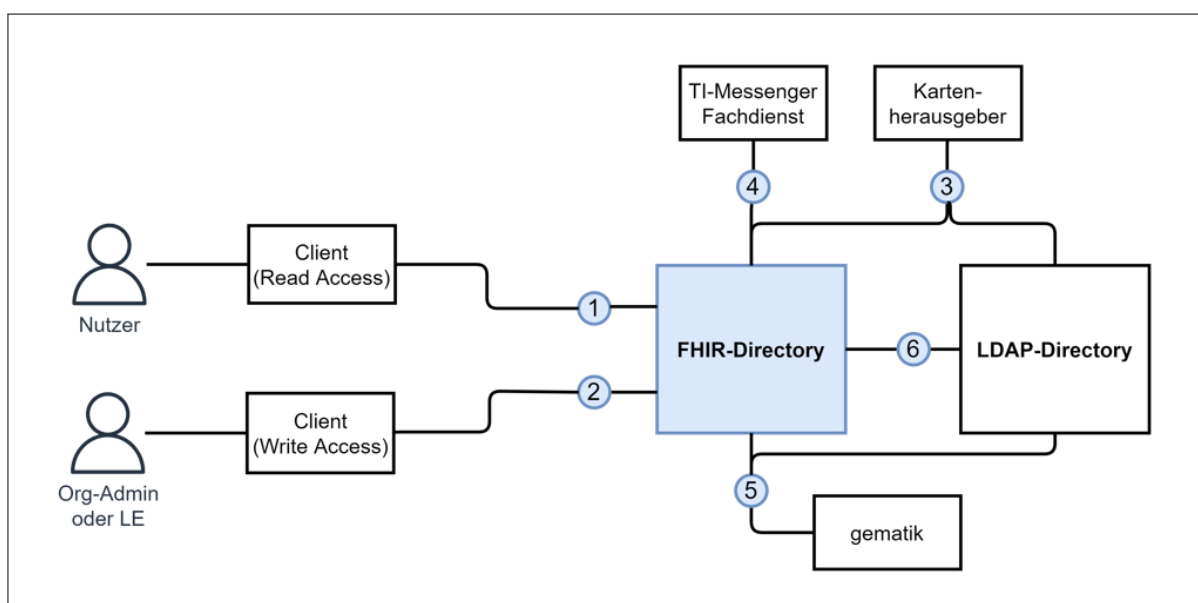 TI-Messenger
Fachdienst
Karten-
herausgeber
4
3
Client
(Read Access)
Nutzer
1
FHIR-Directory
6
LDAP-Directory
2
Client
(Write Access)
Org-Admin
oder LE
5
gematik